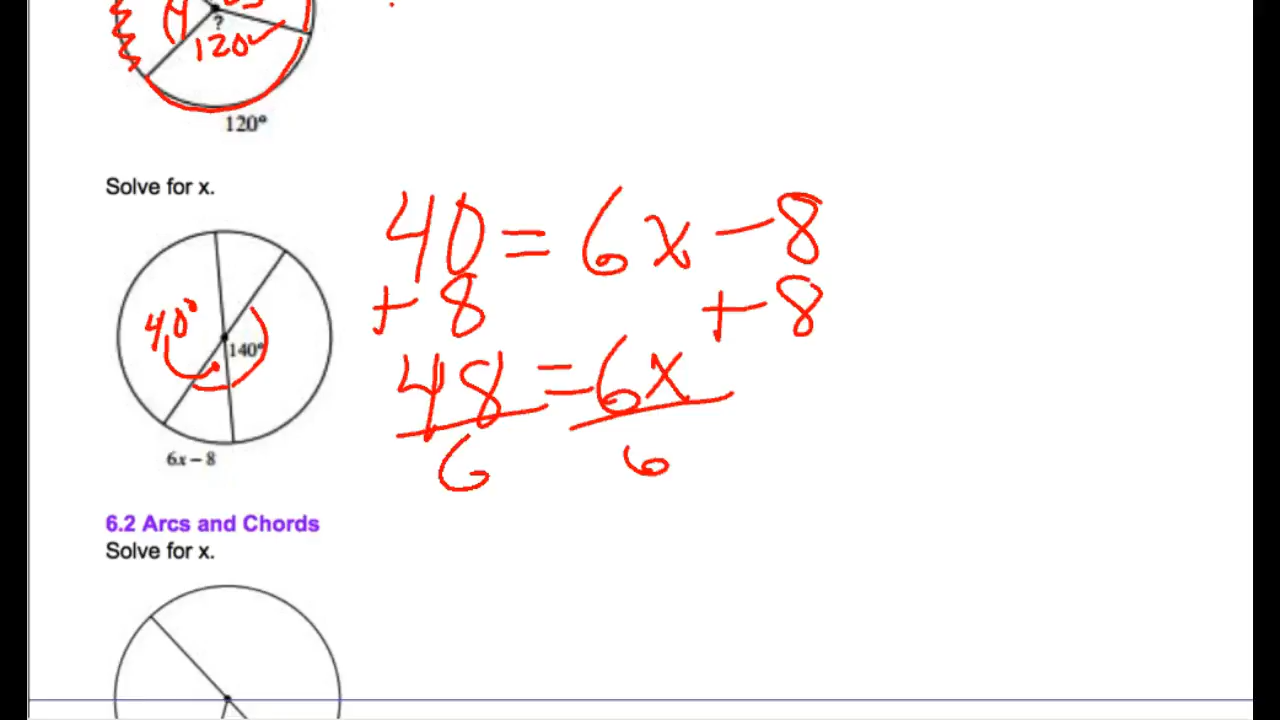 ?
120
120°
Solve for x.
40 = 6x - 8
+ 8 + 8
40°
140°
48 = 6x
6 6
6x – 8
6.2 Arcs and Chords
Solve for x.